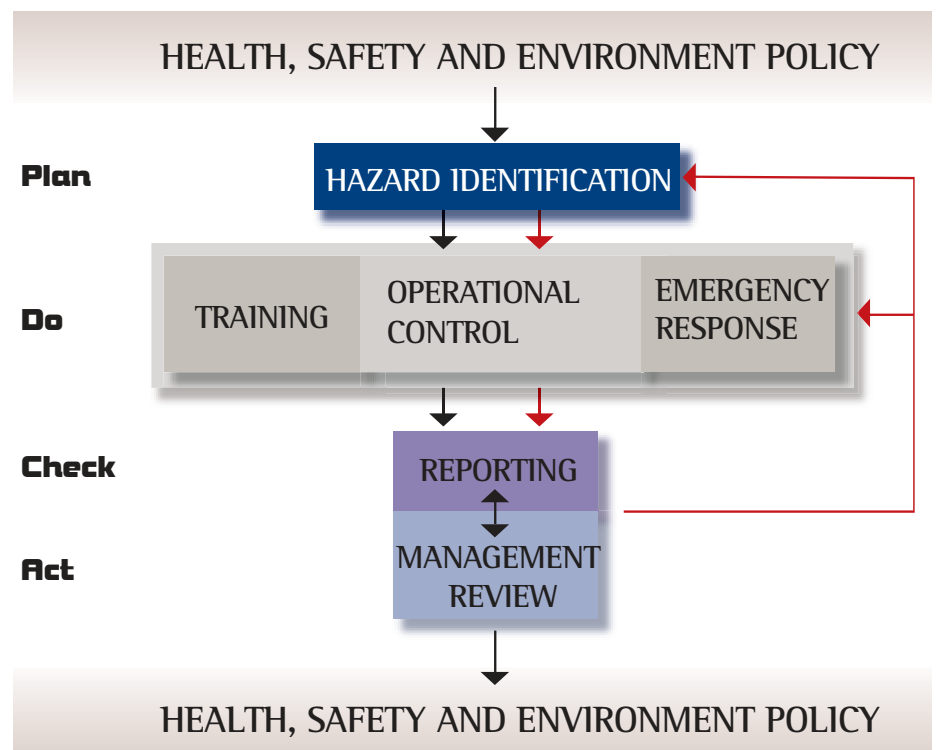 HEALTH, SAFETY AND ENVIRONMENT POLICY
Plan
HAZARD IDENTIFICATION
Do
TRAINING
OPERATIONAL
CONTROL
EMERGENCY
RESPONSE
Check
REPORTING
Act
MANAGEMENT
REVIEW
HEALTH, SAFETY AND ENVIRONMENT POLICY